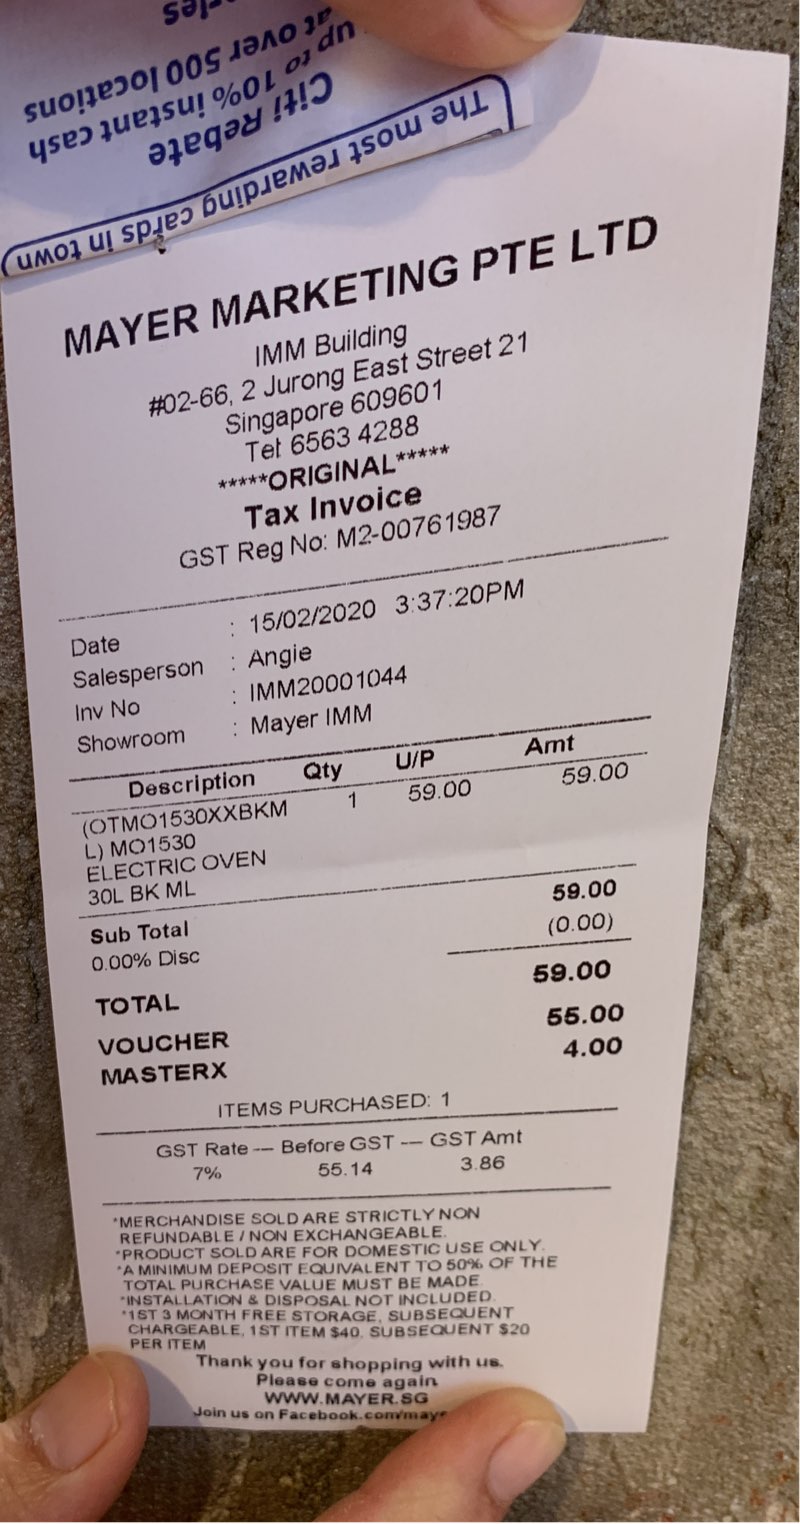 The most rewarding cards in town
Citi Rebate
up to 10% instant cash
at over 500 locations
MAYER MARKETING PTE LTD
IMM Building
#02-66, 2 Jurong East Street 21
Singapore 609601
Tel: 6563 4288
*****ORIGINAL*****
Tax Invoice
GST Reg No: M2-00761987
Date : 15/02/2020 3:37:20PM
Salesperson : Angie
Inv No : IMM20001044
Showroom : Mayer IMM
Description Qty U/P Amt
(OTMO1530XXBKM 1 59.00 59.00
L) MO1530
ELECTRIC OVEN
30L BK ML
Sub Total 59.00
0.00% Disc (0.00)
TOTAL 59.00
VOUCHER 55.00
MASTERX 4.00
ITEMS PURCHASED: 1
GST Rate --- Before GST --- GST Amt
7% 55.14 3.86
*MERCHANDISE SOLD ARE STRICTLY NON
REFUNDABLE / NON EXCHANGEABLE.
*PRODUCT SOLD ARE FOR DOMESTIC USE ONLY.
*A MINIMUM DEPOSIT EQUIVALENT TO 50% OF THE
TOTAL PURCHASE VALUE MUST BE MADE.
*INSTALLATION & DISPOSAL NOT INCLUDED.
*1ST 3 MONTH FREE STORAGE, SUBSEQUENT
CHARGEABLE, 1ST ITEM $40. SUBSEQUENT $20
PER ITEM
Thank you for shopping with us.
Please come again
WWW.MAYER.SG
Join us on Facebook.com/maye